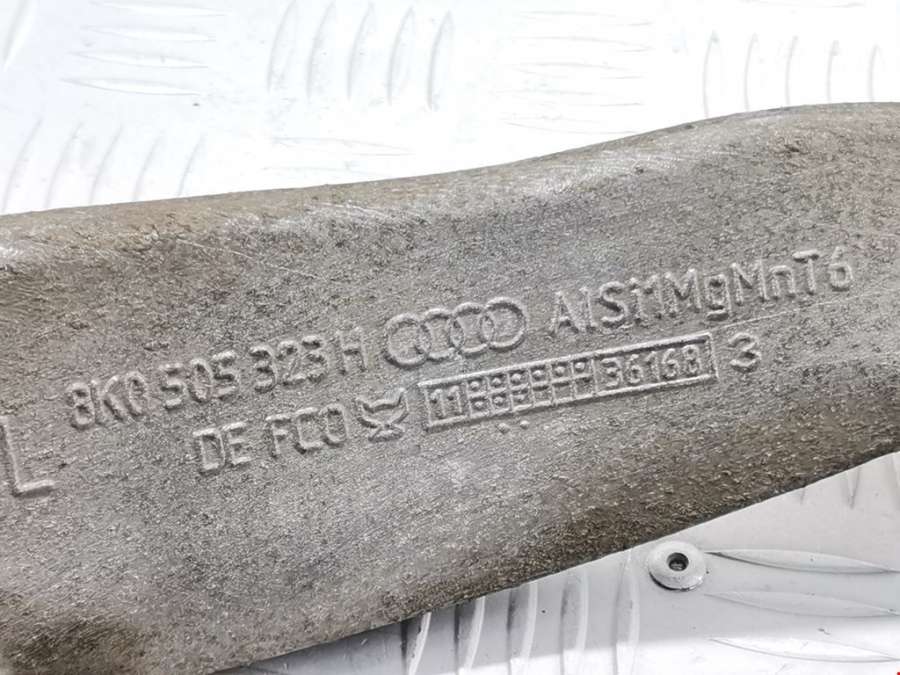 8K0 505 323 H AlSi1MgMnT6
L
DE FCO 11 36168 3